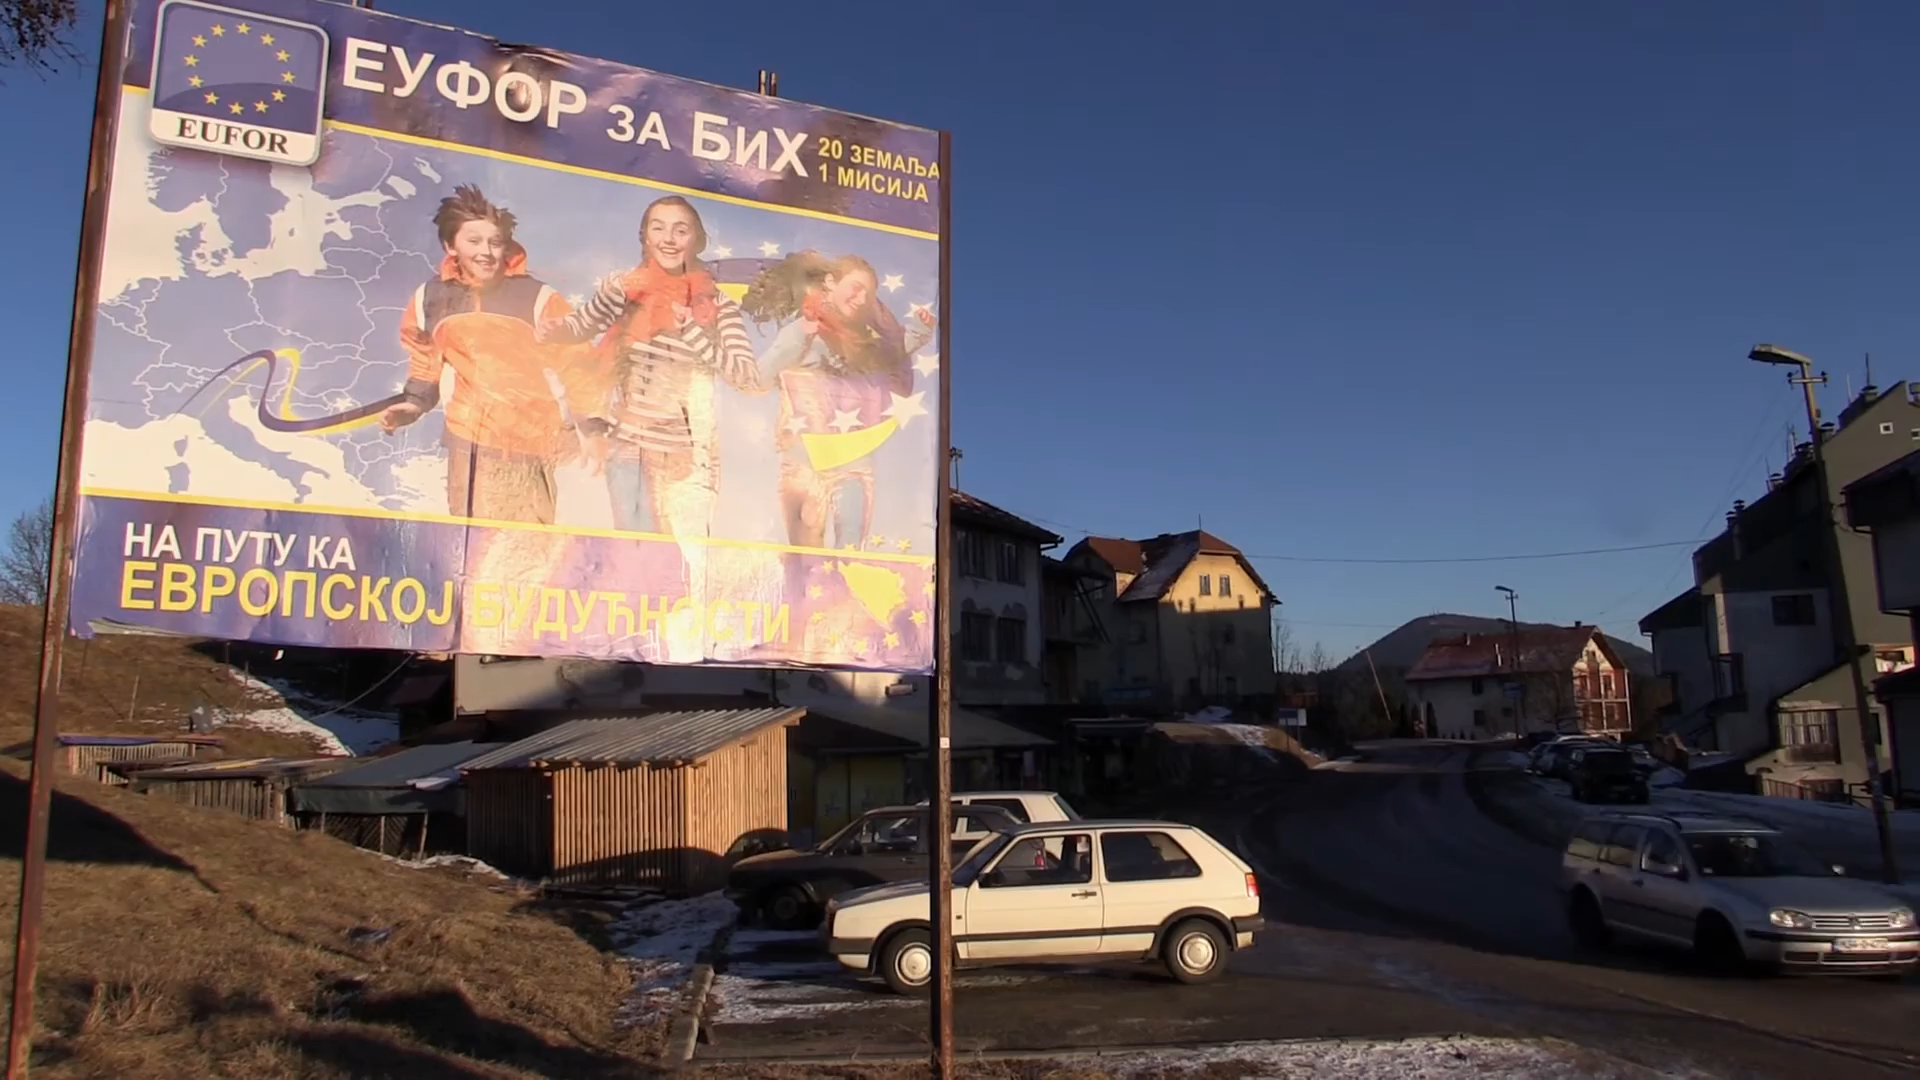 EUFOR
ЕУФОР ЗА БиХ
20 ЗЕМАЉА
1 МИСИЈА
НА ПУТУ КА
ЕВРОПСКОЈ БУДУЋНОСТИ